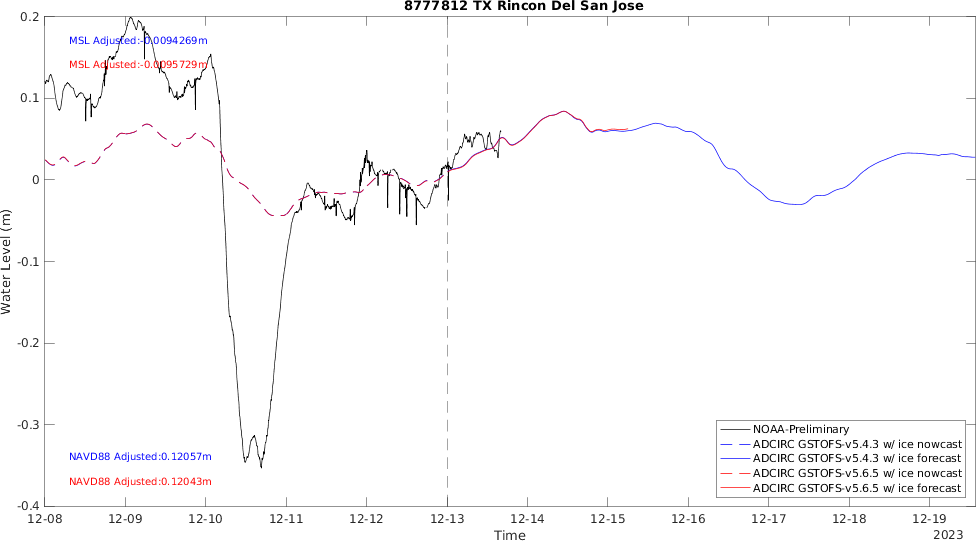 8777812 TX Rincon Del San Jose
MSL Adjusted:-0.0094269m
MSL Adjusted:-0.0095729m
NAVD88 Adjusted:0.12057m
NAVD88 Adjusted:0.12043m
Water Level (m)
0.2
0.1
0
-0.1
-0.2
-0.3
-0.4
NOAA-Preliminary
ADCIRC GSTOFS-v5.4.3 w/ ice nowcast
ADCIRC GSTOFS-v5.4.3 w/ ice forecast
ADCIRC GSTOFS-v5.6.5 w/ ice nowcast
ADCIRC GSTOFS-v5.6.5 w/ ice forecast
12-08 12-09 12-10 12-11 12-12 12-13 12-14 12-15 12-16 12-17 12-18 12-19
Time
2023